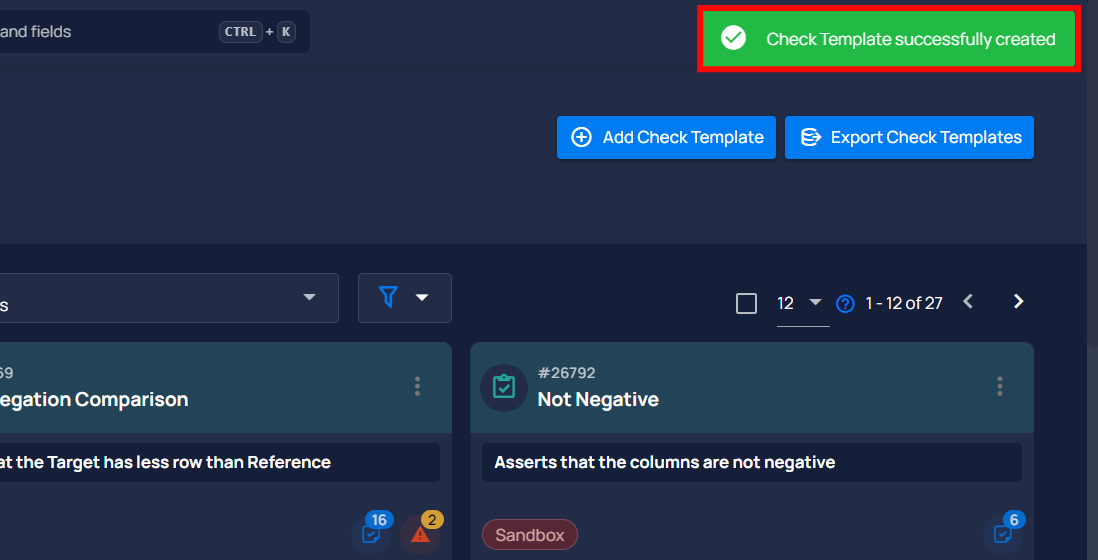 and fields
CTRL + K
Check Template successfully created
Add Check Template
Export Check Templates
s
12
1 - 12 of 27
69
egation Comparison
#26792
Not Negative
at the Target has less row than Reference
Asserts that the columns are not negative
16
2
Sandbox
6